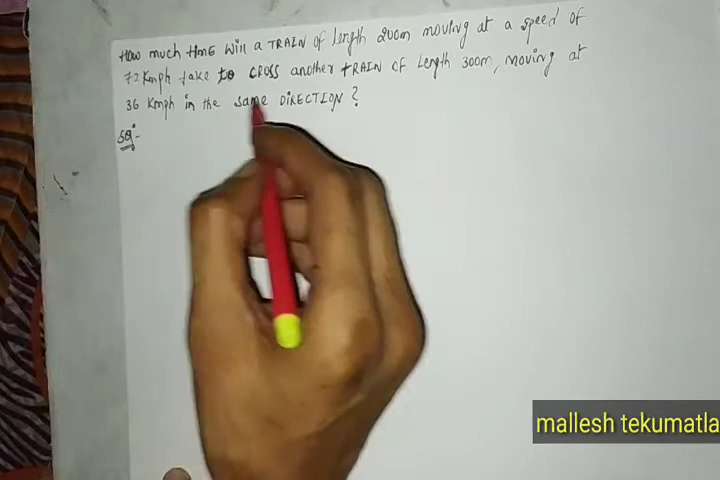 How much time will a TRAIN of length 200m moving at a speed of
72 Kmph take to CROSS another TRAIN of Length 300m, moving at
36 Kmph in the same DIRECTION ?
Sol:-
mallesh tekumatla